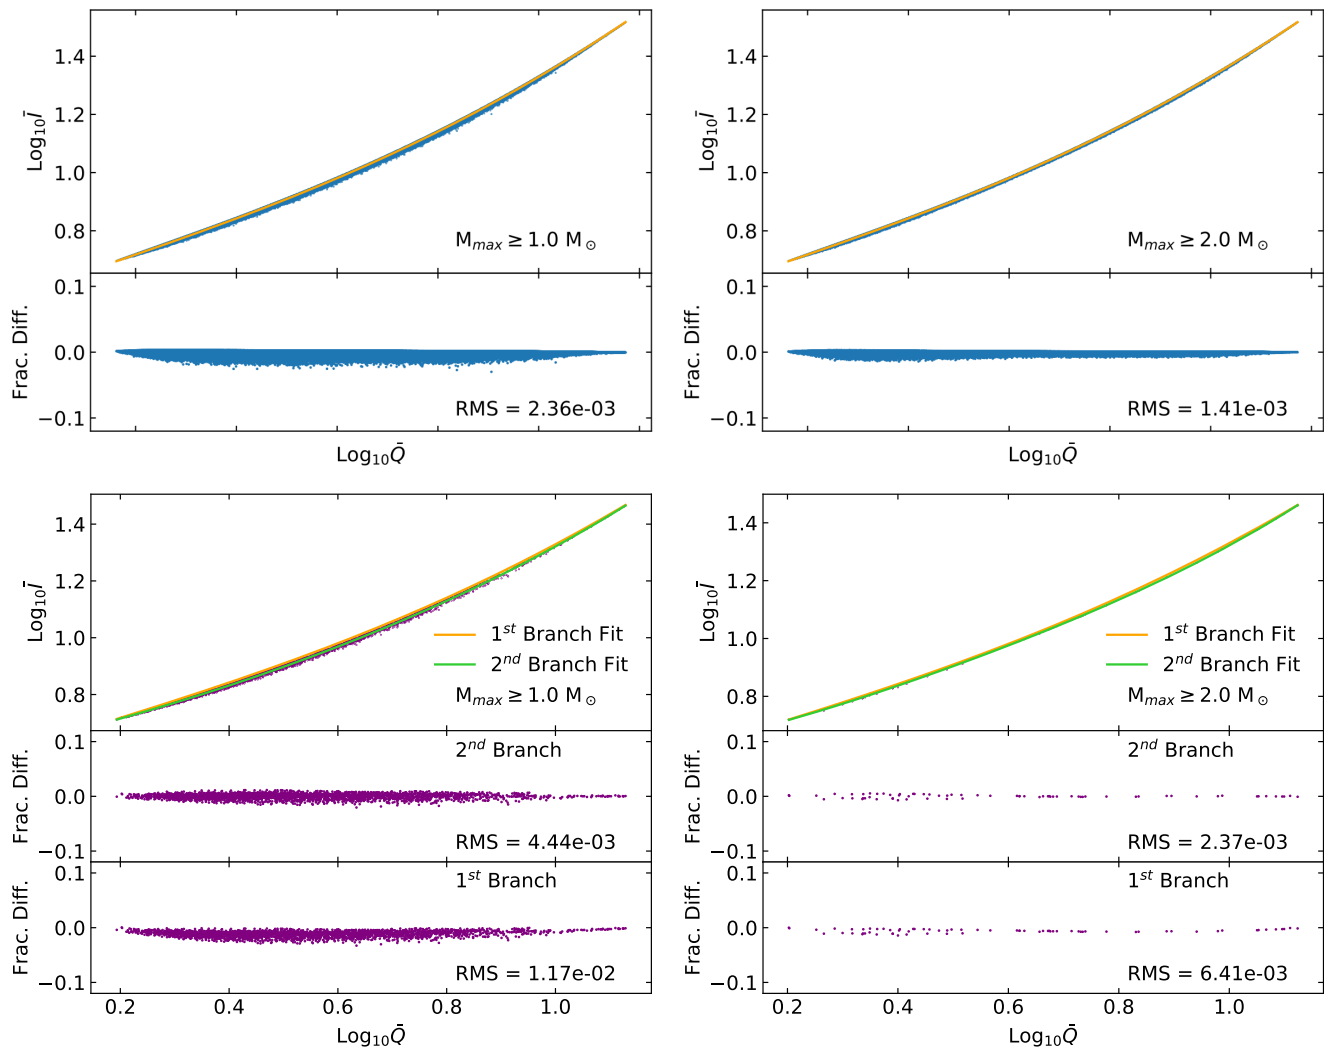 1.4
1.2
1.0
0.8
Log₁₀Ī
M_max ≥ 1.0 M_⊙
0.1
0.0
−0.1
Frac. Diff.
RMS = 2.36e-03
Log₁₀Q̄
1.4
1.2
1.0
0.8
Log₁₀Ī
M_max ≥ 2.0 M_⊙
0.1
0.0
−0.1
Frac. Diff.
RMS = 1.41e-03
Log₁₀Q̄
1.4
1.2
1.0
0.8
Log₁₀Ī
1ˢᵗ Branch Fit
2ⁿᵈ Branch Fit
M_max ≥ 1.0 M_⊙
0.1
0.0
−0.1
Frac. Diff.
2ⁿᵈ Branch
RMS = 4.44e-03
0.1
0.0
−0.1
Frac. Diff.
1ˢᵗ Branch
RMS = 1.17e-02
0.2 0.4 0.6 0.8 1.0
Log₁₀Q̄
1.4
1.2
1.0
0.8
Log₁₀Ī
1ˢᵗ Branch Fit
2ⁿᵈ Branch Fit
M_max ≥ 2.0 M_⊙
0.1
0.0
−0.1
Frac. Diff.
2ⁿᵈ Branch
RMS = 2.37e-03
0.1
0.0
−0.1
Frac. Diff.
1ˢᵗ Branch
RMS = 6.41e-03
0.2 0.4 0.6 0.8 1.0
Log₁₀Q̄